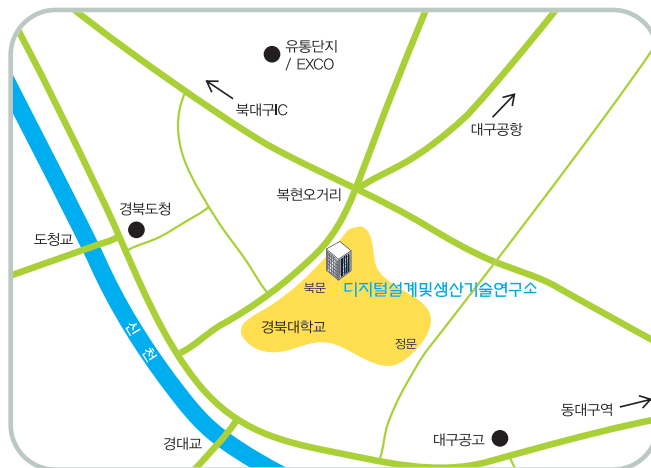 유통단지
/ EXCO
북대구IC
대구공항
복현오거리
경북도청
도청교
북문
디지털설계및생산기술연구소
경북대학교
정문
신천
동대구역
대구공고
경대교